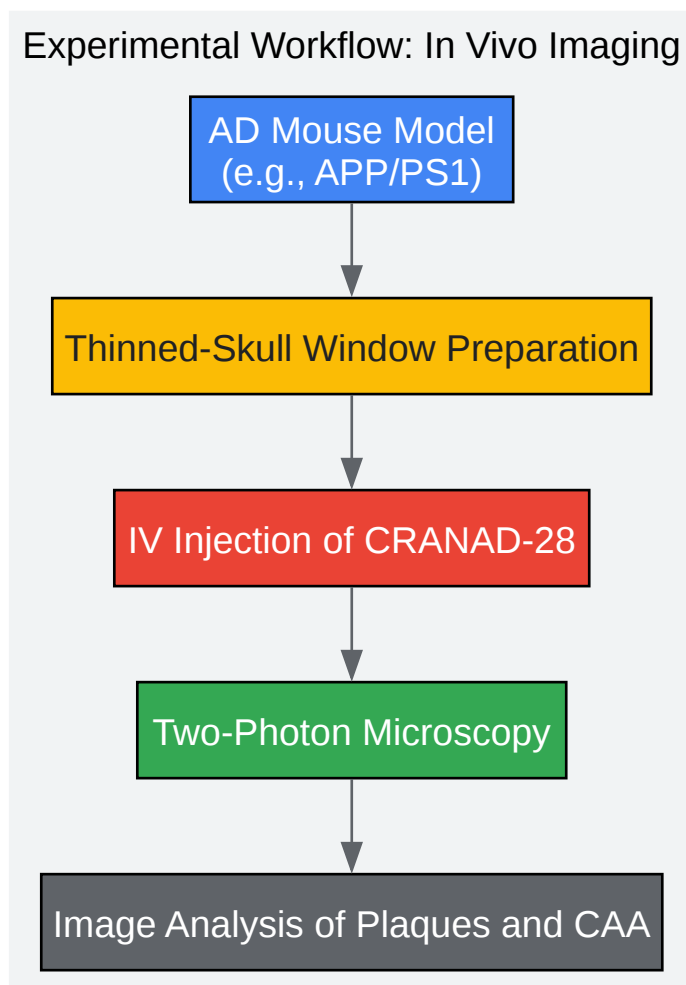 Experimental Workflow: In Vivo Imaging
AD Mouse Model
(e.g., APP/PS1)
Thinned-Skull Window Preparation
IV Injection of CRANAD-28
Two-Photon Microscopy
Image Analysis of Plaques and CAA